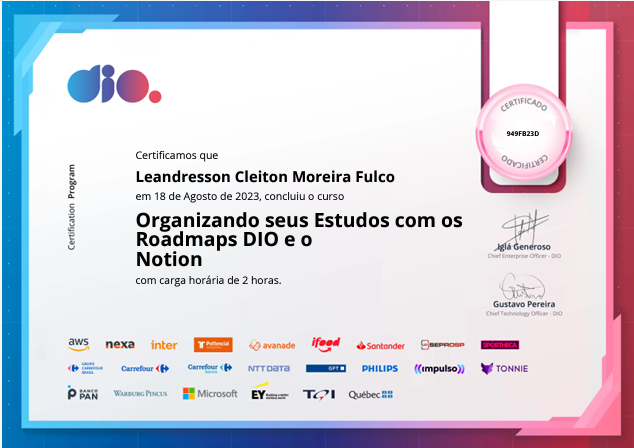 dio.
CERTIFICADO
949FB23D
CERTIFICADO
Certification Program
Certificamos que
Leandresson Cleiton Moreira Fulco
em 18 de Agosto de 2023, concluiu o curso
Organizando seus Estudos com os
Roadmaps DIO e o
Notion
com carga horária de 2 horas.
Iglá Generoso
Chief Enterprise Officer - DIO
Gustavo Pereira
Chief Technology Officer - DIO
aws nexa inter Pottencial avanade ifood Santander SEPROSP SPORTHECA
GRUPO CARREFOUR BRASIL Carrefour Carrefour NTT DATA GFT PHILIPS impulso TONNIE
BANCO PAN WARBURG PINCUS Microsoft EY TQI Québec